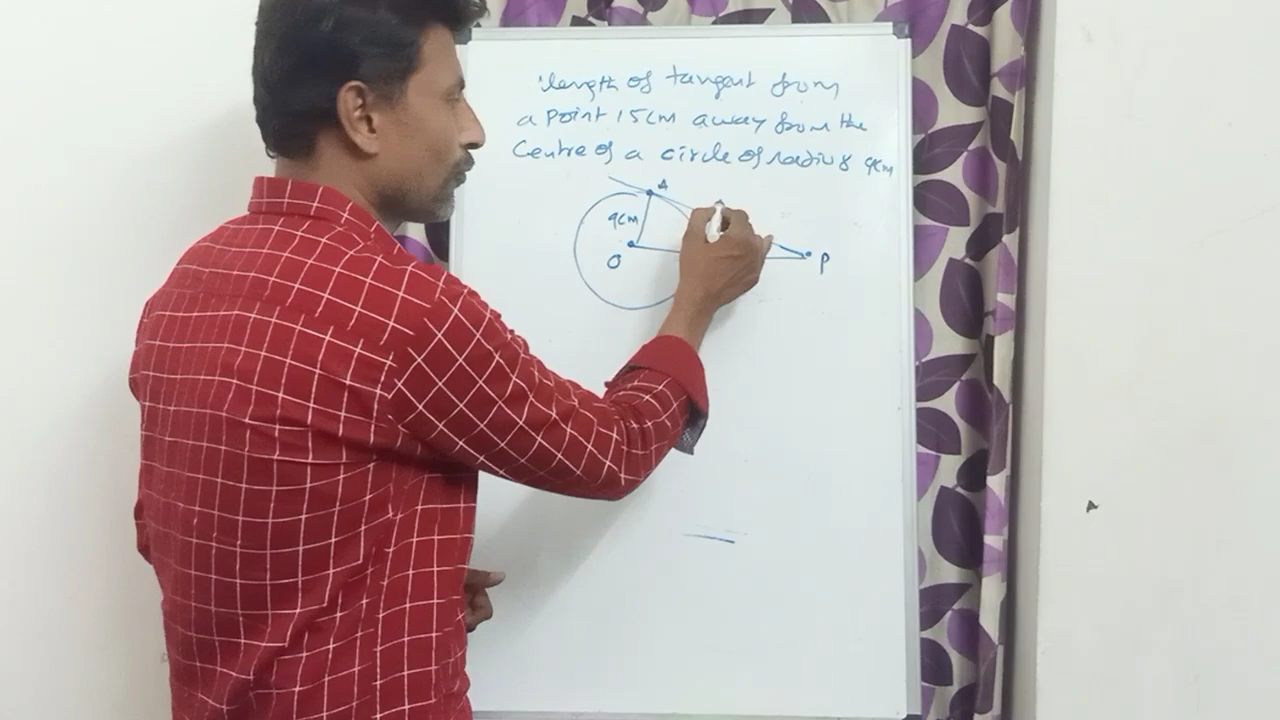 length of tangent from
a point 15cm away from the
Centre of a circle of radius 9cm
A
9cm
O
P